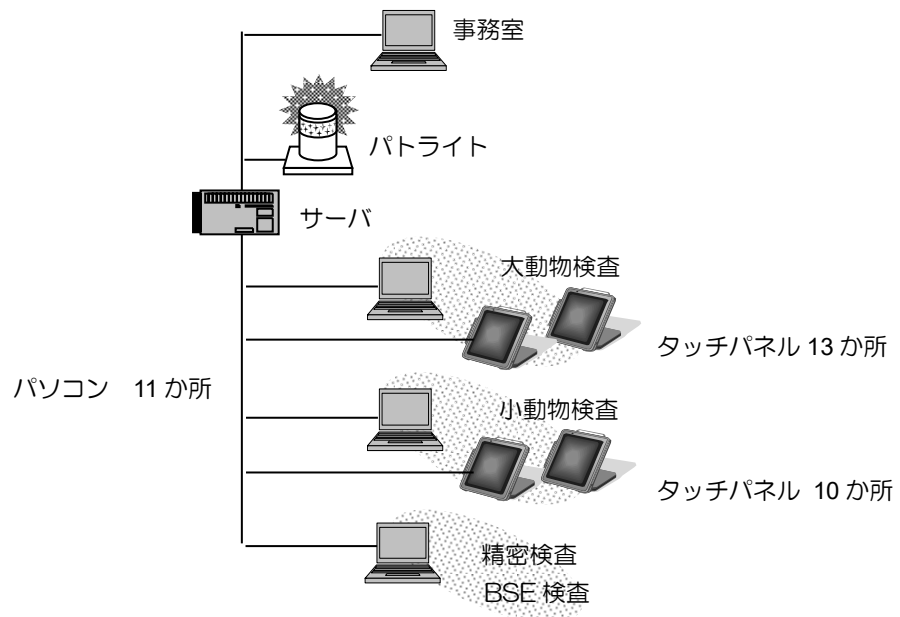 事務室
パトライト
サーバ
大動物検査
タッチパネル 13 か所
パソコン 11 か所
小動物検査
タッチパネル 10 か所
精密検査
BSE 検査